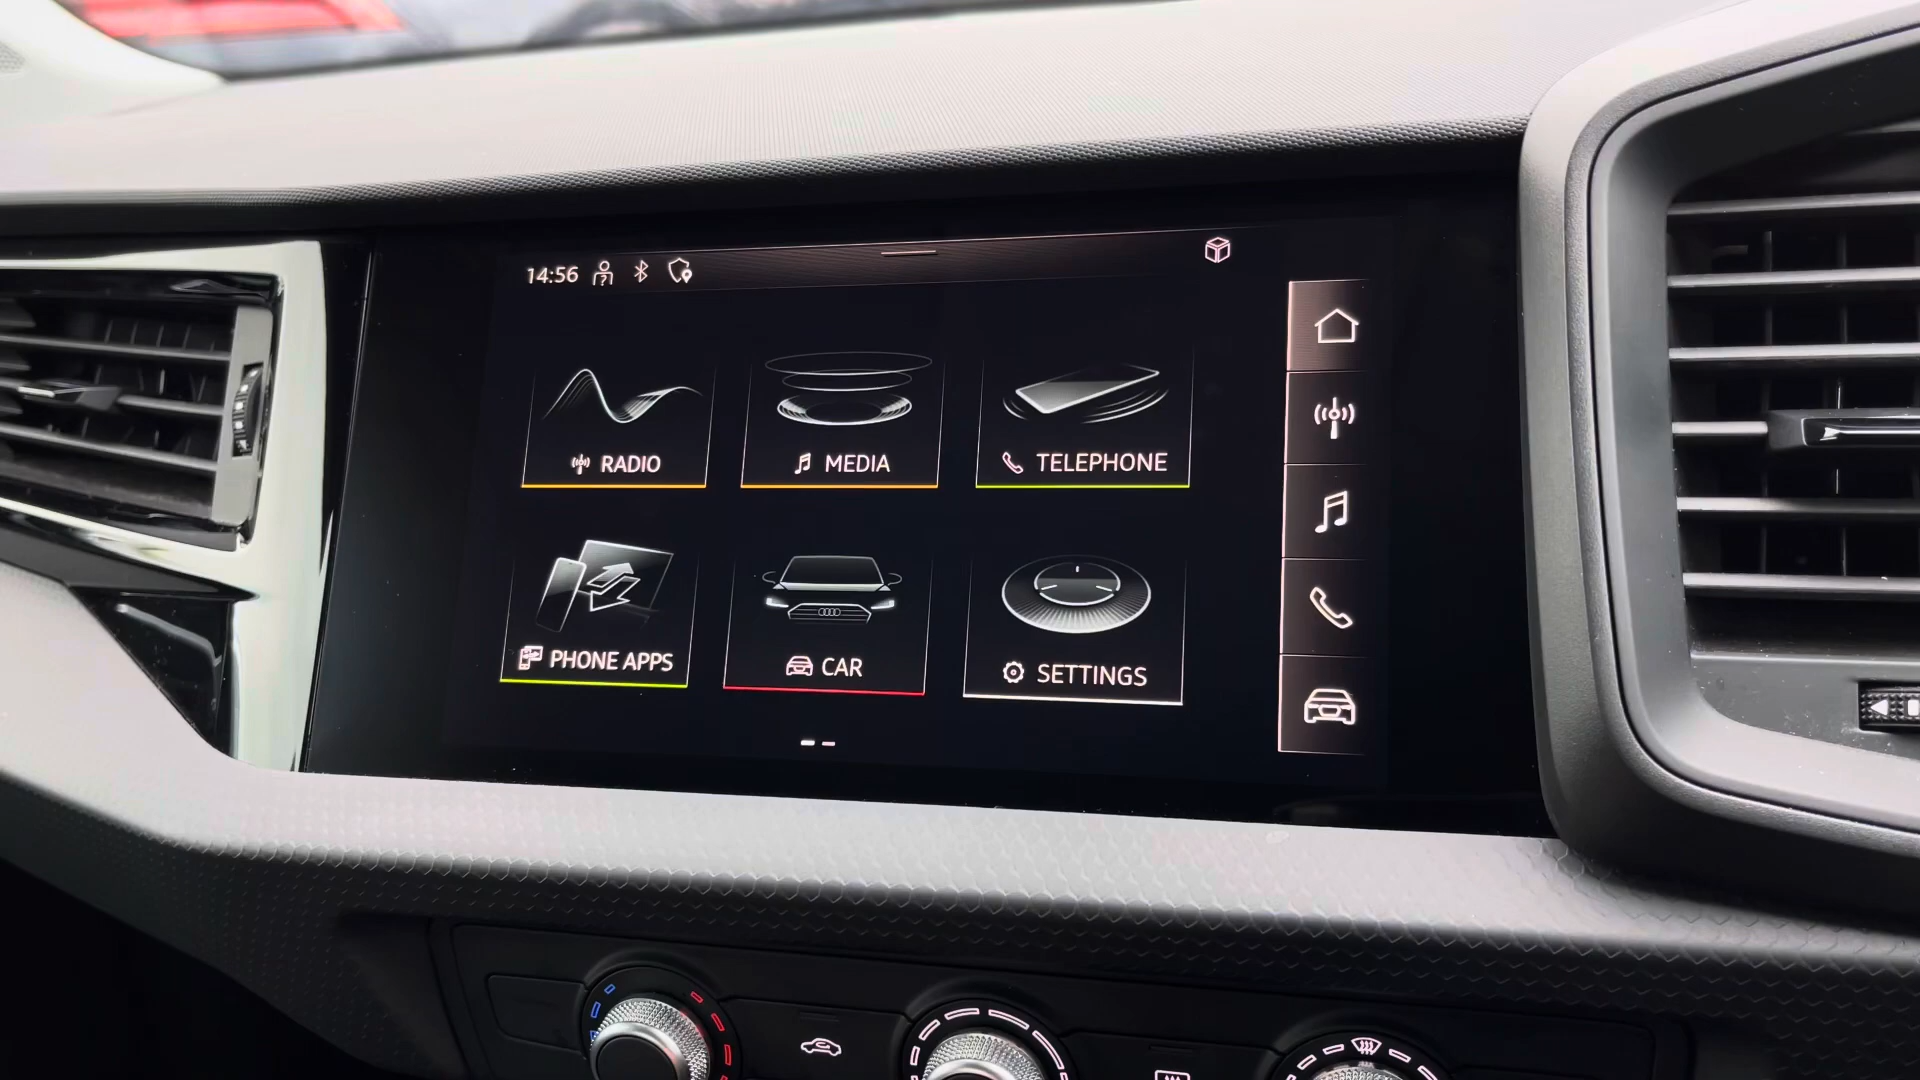 14:56
RADIO
MEDIA
TELEPHONE
PHONE APPS
CAR
SETTINGS